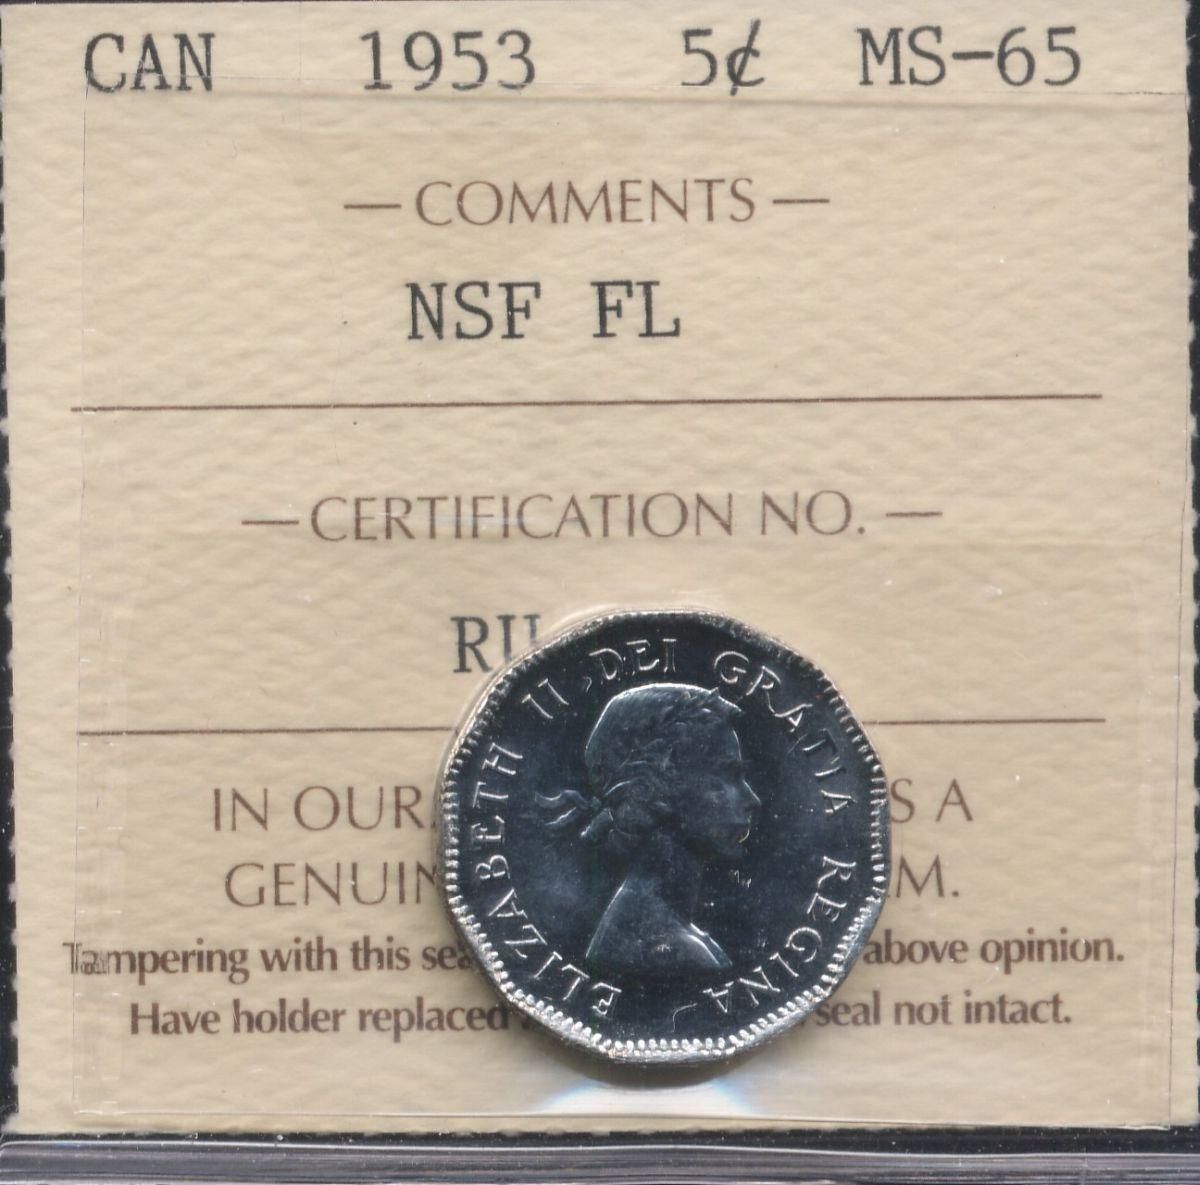 CAN 1953 5¢ MS-65
— COMMENTS —
NSF FL
— CERTIFICATION NO. —
ELIZABETH II DEI GRATIA REGINA
IN OUR S A
GENUIN M.
Tampering with this sea above opinion.
Have holder replaced seal not intact.